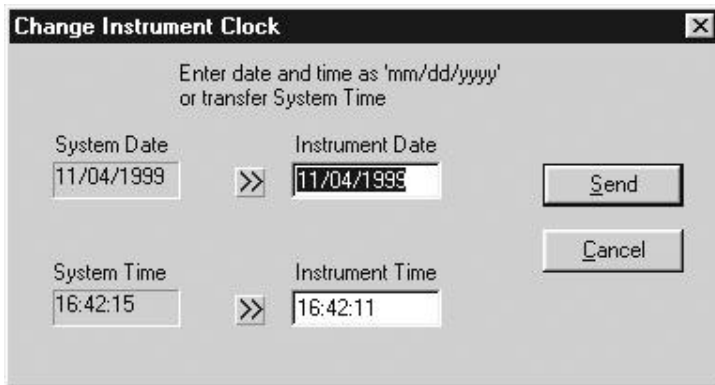 Change Instrument Clock
Enter date and time as 'mm/dd/yyyy'
or transfer System Time
System Date
Instrument Date
11/04/1999
>>
11/04/1999
Send
Cancel
System Time
Instrument Time
16:42:15
>>
16:42:11